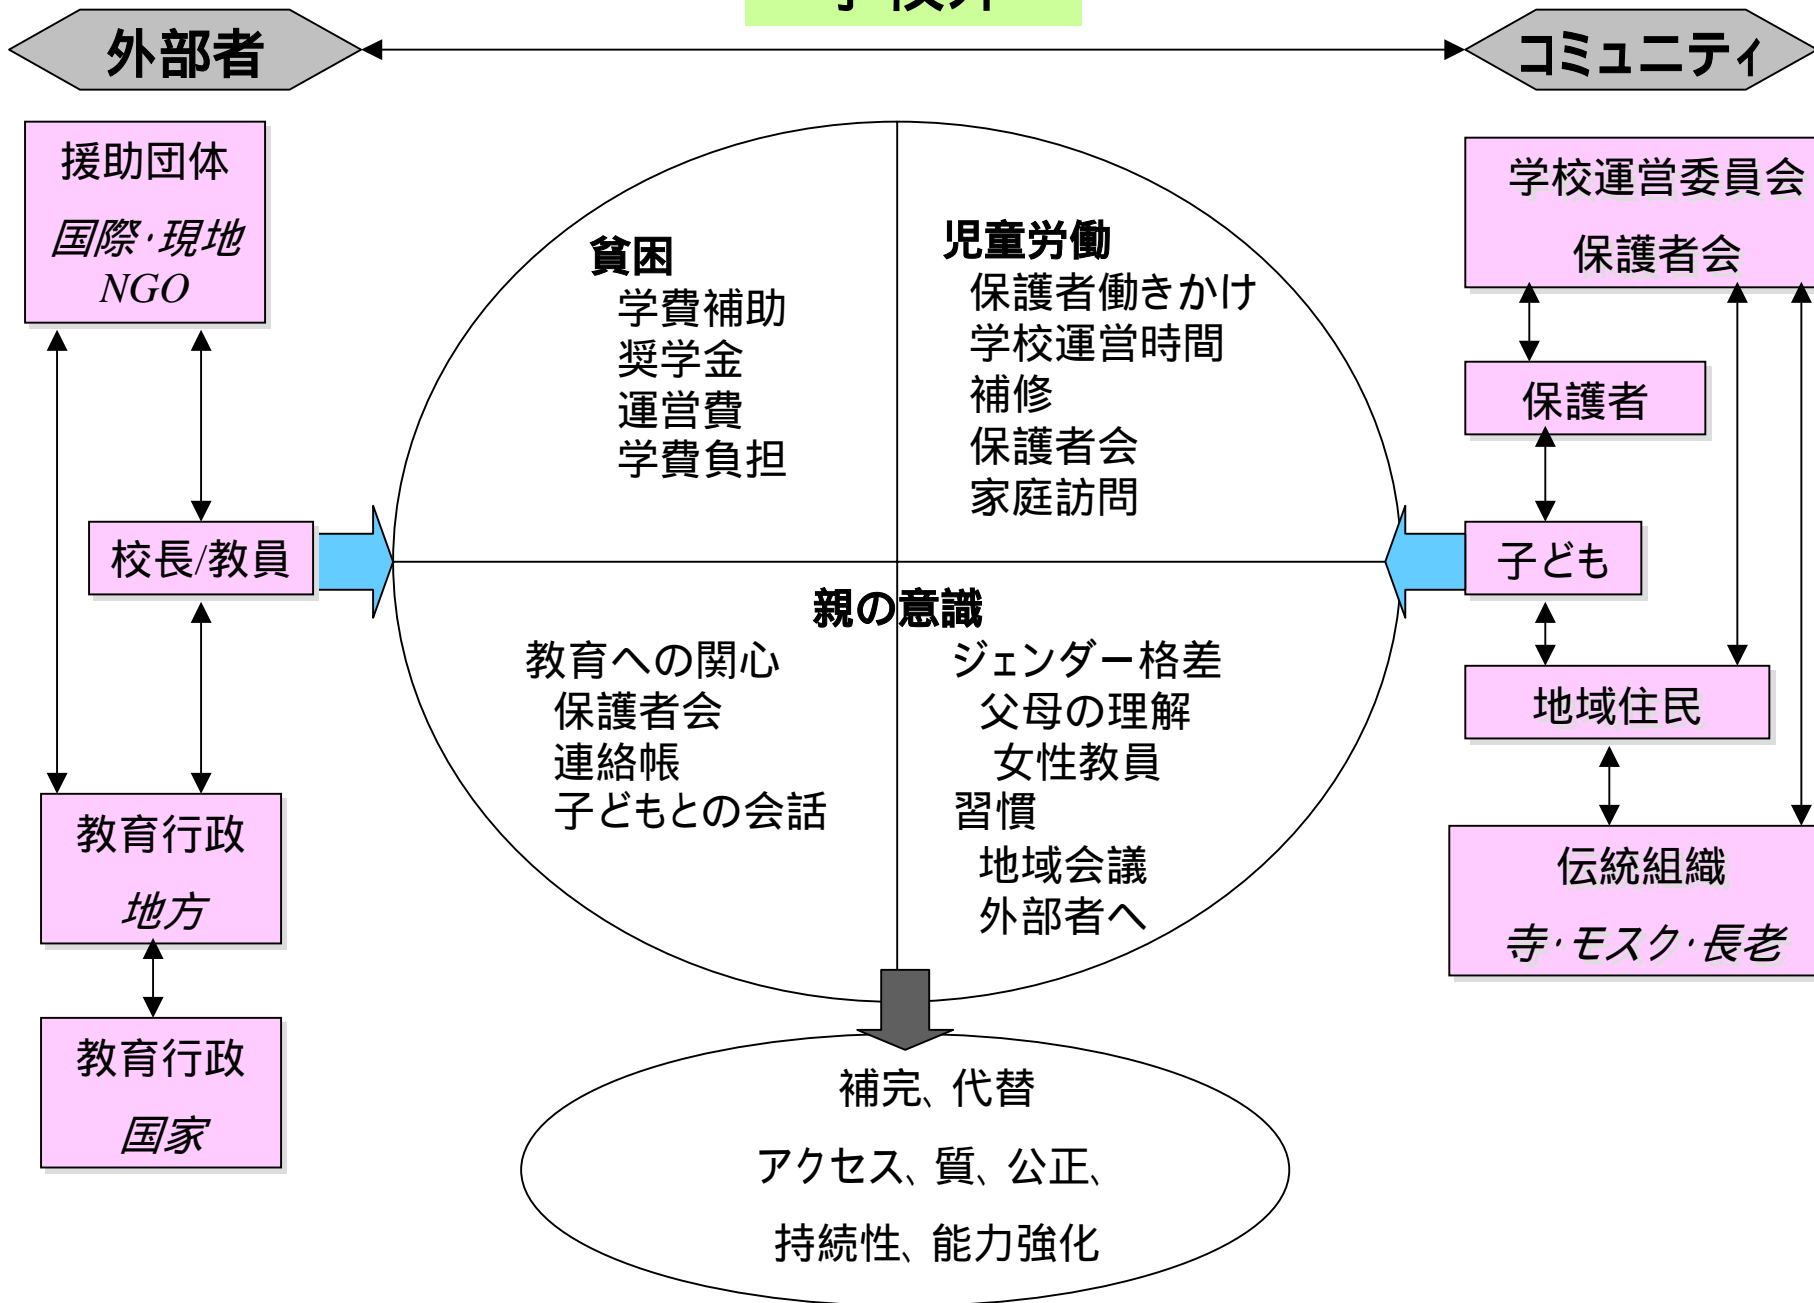 外部者
コミュニティ
援助団体
国際・現地
NGO
校長/教員
教育行政
地方
教育行政
国家
貧困
学費補助
奨学金
運営費
学費負担
児童労働
保護者働きかけ
学校運営時間
補修
保護者会
家庭訪問
親の意識
教育への関心
保護者会
連絡帳
子どもとの会話
ジェンダー格差
父母の理解
女性教員
習慣
地域会議
外部者へ
補完、代替
アクセス、質、公正、
持続性、能力強化
学校運営委員会
保護者会
保護者
子ども
地域住民
伝統組織
寺・モスク・長老